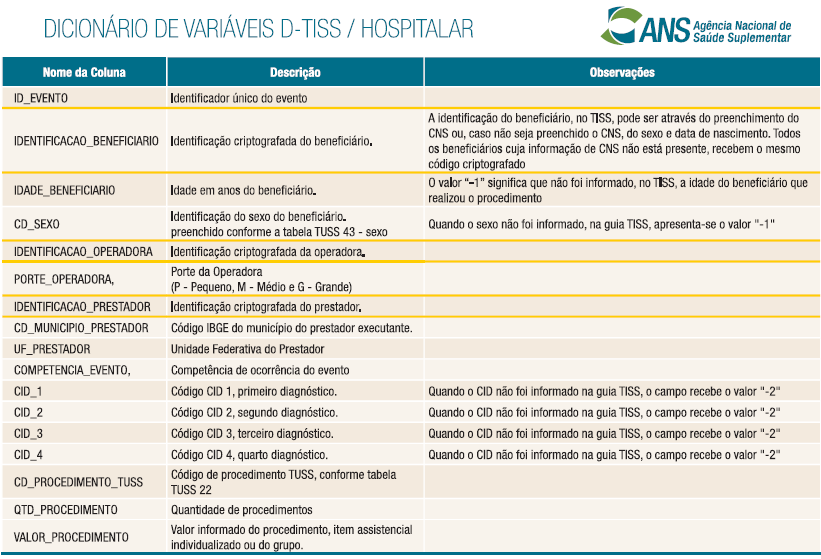 DICIONÁRIO DE VARIÁVEIS D-TISS / HOSPITALAR
ANS Agência Nacional de
Saúde Suplementar
Nome da Coluna Descrição Observações
ID_EVENTO Identificador único do evento
IDENTIFICACAO_BENEFICIARIO Identificação criptografada do beneficiário. A identificação do beneficiário, no TISS, pode ser através do preenchimento do
CNS ou, caso não seja preenchido o CNS, do sexo e data de nascimento. Todos
os beneficiários cuja informação de CNS não está presente, recebem o mesmo
código criptografado
IDADE_BENEFICIARIO Idade em anos do beneficiário. O valor “-1” significa que não foi informado, no TISS, a idade do beneficiário que
realizou o procedimento
CD_SEXO Identificação do sexo do beneficiário.
preenchido conforme a tabela TUSS 43 - sexo Quando o sexo não foi informado, na guia TISS, apresenta-se o valor "-1"
IDENTIFICACAO_OPERADORA Identificação criptografada da operadora.
PORTE_OPERADORA, Porte da Operadora
(P - Pequeno, M - Médio e G - Grande)
IDENTIFICACAO_PRESTADOR Identificação criptografada do prestador.
CD_MUNICIPIO_PRESTADOR Código IBGE do município do prestador executante.
UF_PRESTADOR Unidade Federativa do Prestador
COMPETENCIA_EVENTO, Competência de ocorrência do evento
CID_1 Código CID 1, primeiro diagnóstico. Quando o CID não foi informado na guia TISS, o campo recebe o valor "-2"
CID_2 Código CID 2, segundo diagnóstico. Quando o CID não foi informado na guia TISS, o campo recebe o valor "-2"
CID_3 Código CID 3, terceiro diagnóstico. Quando o CID não foi informado na guia TISS, o campo recebe o valor "-2"
CID_4 Código CID 4, quarto diagnóstico. Quando o CID não foi informado na guia TISS, o campo recebe o valor "-2"
CD_PROCEDIMENTO_TUSS Código de procedimento TUSS, conforme tabela
TUSS 22
QTD_PROCEDIMENTO Quantidade de procedimentos
VALOR_PROCEDIMENTO Valor informado do procedimento, item assistencial
individualizado ou do grupo.